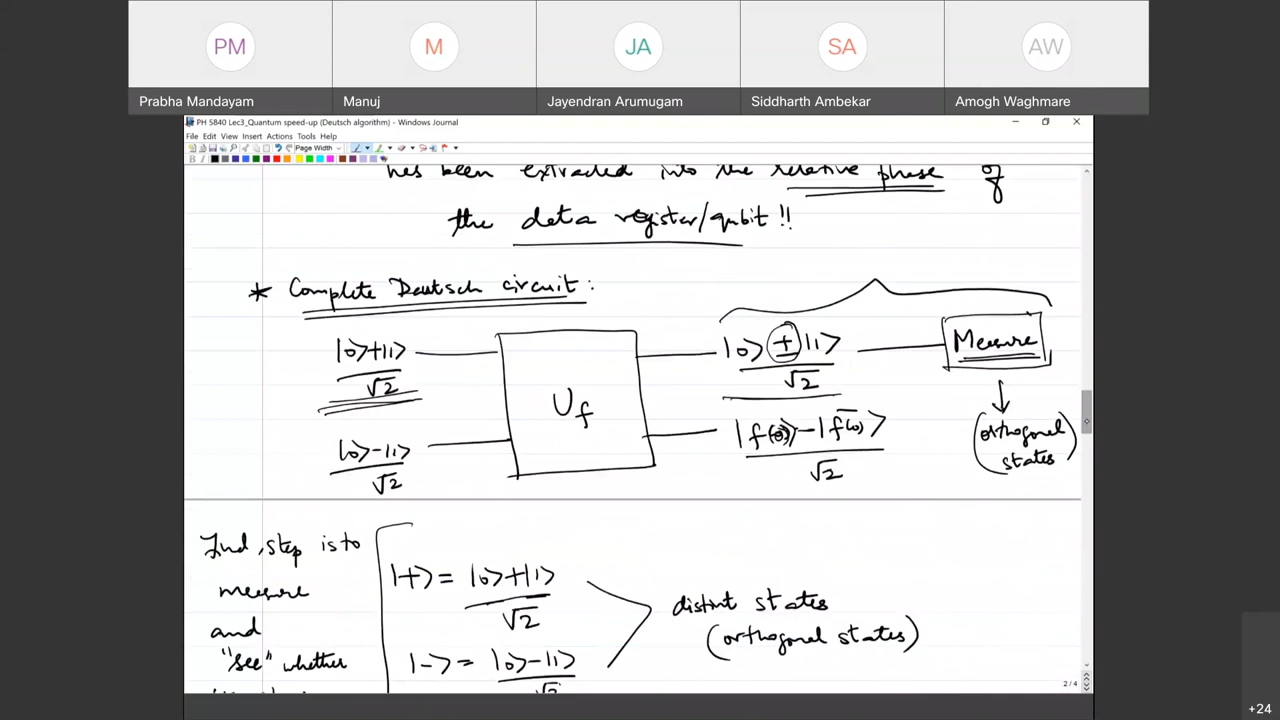 PM M JA SA AW
Prabha Mandayam Manuj Jayendran Arumugam Siddharth Ambekar Amogh Waghmare
PH 5840 Lec3_Quantum speed-up (Deutsch algorithm) - Windows Journal
File Edit View Insert Actions Tools Help
Page Width
B I
has been extracted into the relative phase of
the data register/qubit !!
* Complete Deutsch circuit :
|0>+|1> / √2
|0>-|1> / √2
Uf
|0> ± |1> / √2
|f(0)> - |f̅(0)> / √2
Measure
(orthogonal
states)
2nd step is to
measure
and
"see" whether
|+> = |0>+|1> / √2
|-> = |0>-|1> / √2
distinct states
(orthogonal states)
2 / 4
+24